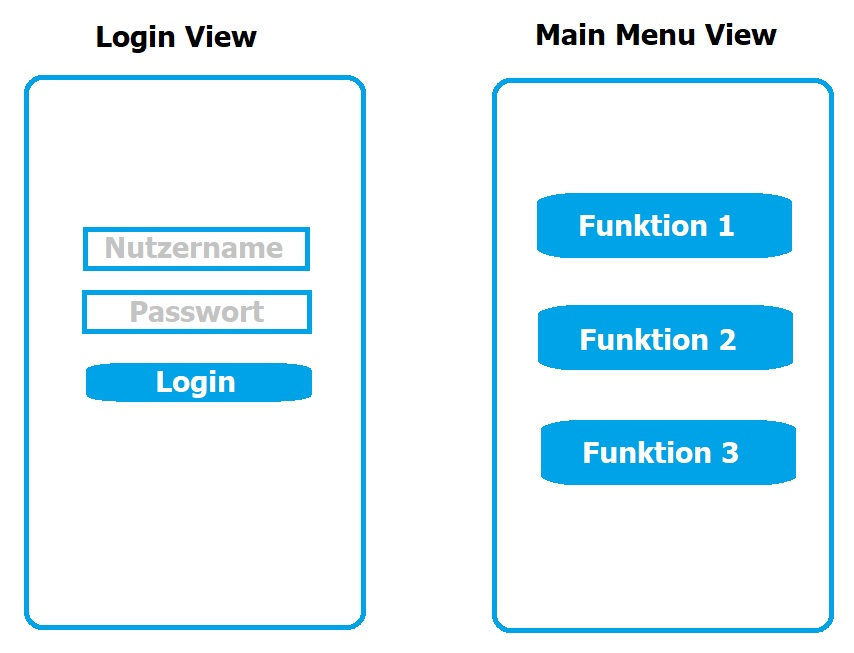 Login View
Nutzername
Passwort
Login
Main Menu View
Funktion 1
Funktion 2
Funktion 3